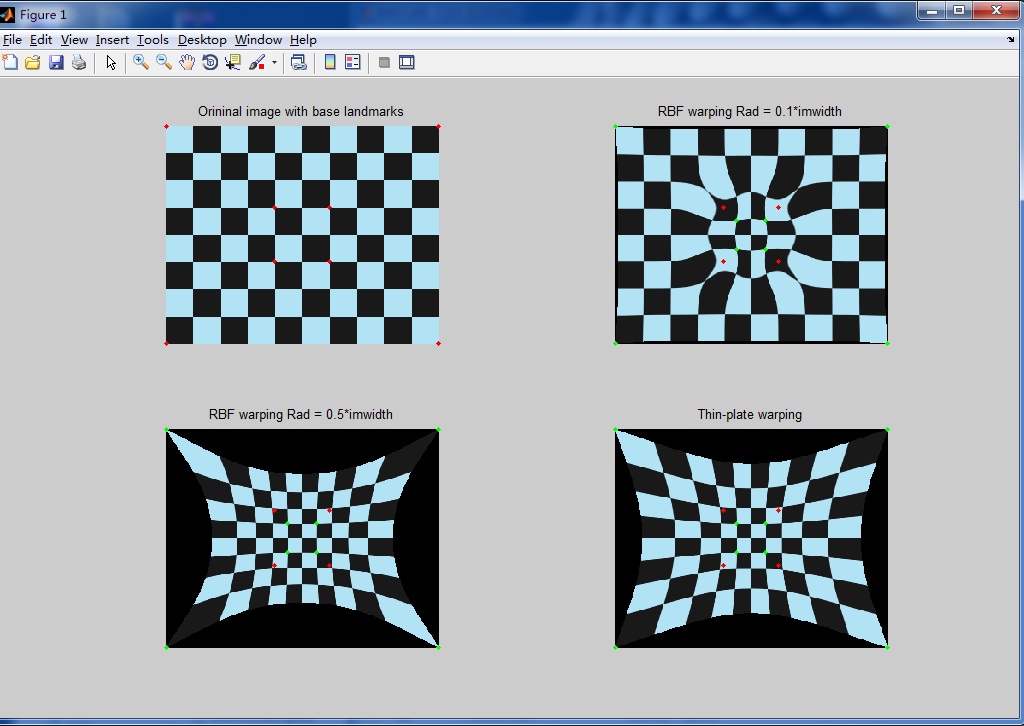 Figure 1
File Edit View Insert Tools Desktop Window Help
Orininal image with base landmarks
RBF warping Rad = 0.1*imwidth
RBF warping Rad = 0.5*imwidth
Thin-plate warping